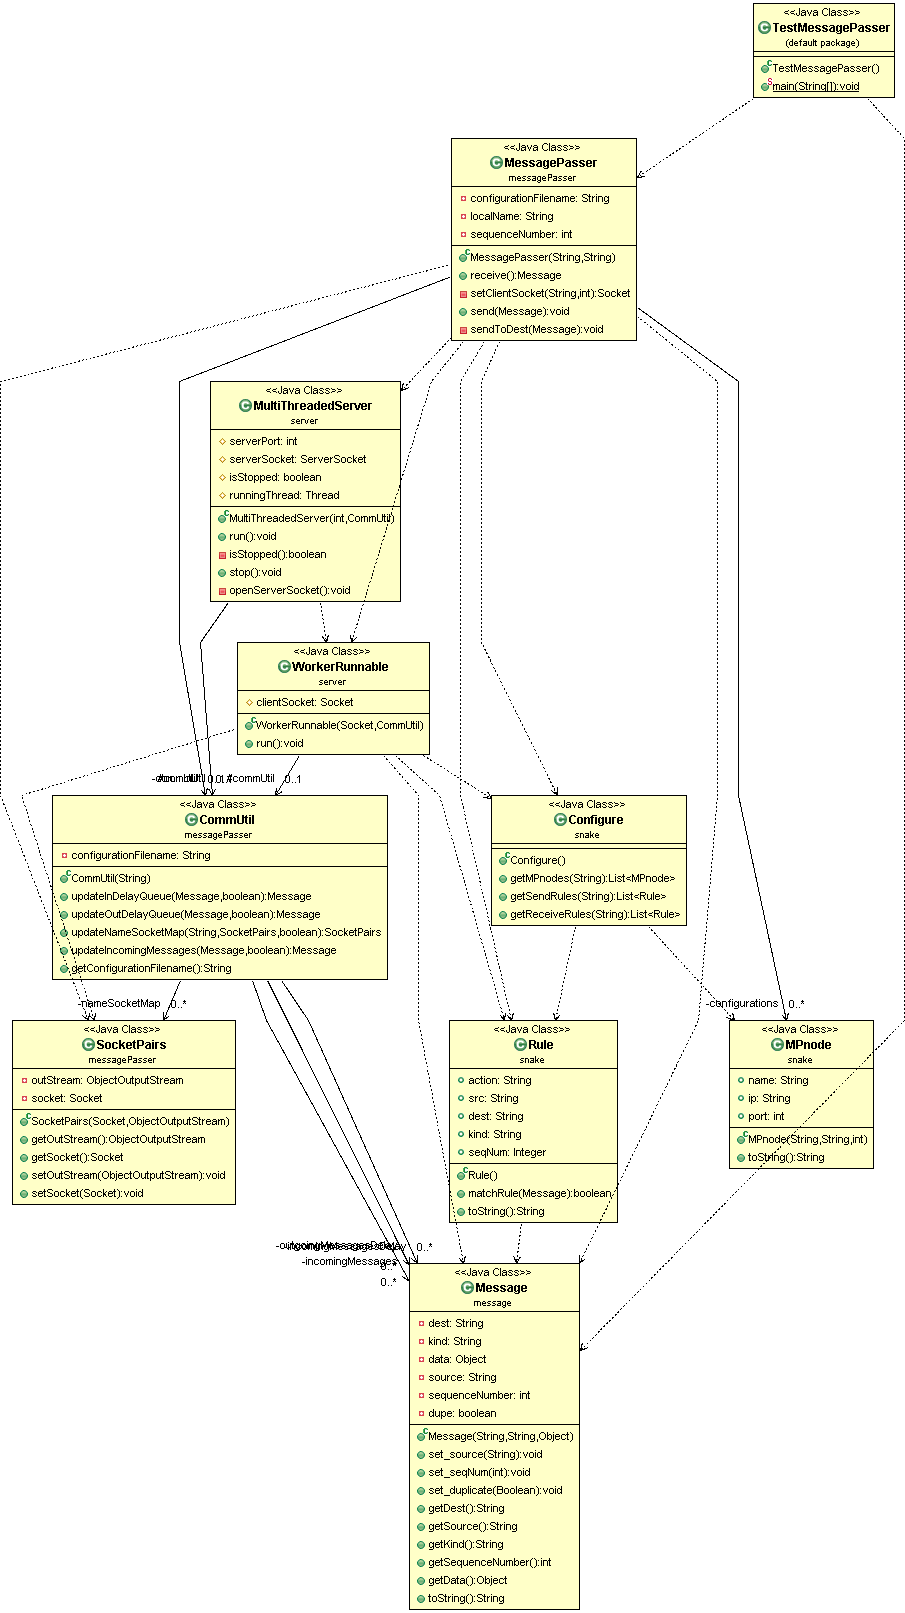 <<Java Class>>
TestMessagePasser
(default package)
TestMessagePasser()
main(String[]):void
<<Java Class>>
MessagePasser
messagePasser
configurationFilename: String
localName: String
sequenceNumber: int
MessagePasser(String,String)
receive():Message
setClientSocket(String,int):Socket
send(Message):void
sendToDest(Message):void
<<Java Class>>
MultiThreadedServer
server
serverPort: int
serverSocket: ServerSocket
isStopped: boolean
runningThread: Thread
MultiThreadedServer(int,CommUtil)
run():void
isStopped():boolean
stop():void
openServerSocket():void
<<Java Class>>
WorkerRunnable
server
clientSocket: Socket
WorkerRunnable(Socket,CommUtil)
run():void
#commUtil 0..1
<<Java Class>>
CommUtil
messagePasser
configurationFilename: String
CommUtil(String)
updateInDelayQueue(Message,boolean):Message
updateOutDelayQueue(Message,boolean):Message
updateNameSocketMap(String,SocketPairs,boolean):SocketPairs
updateIncomingMessages(Message,boolean):Message
getConfigurationFilename():String
<<Java Class>>
Configure
snake
Configure()
getMPnodes(String):List<MPnode>
getSendRules(String):List<Rule>
getReceiveRules(String):List<Rule>
-nameSocketMap 0..*
-configurations 0..*
<<Java Class>>
SocketPairs
messagePasser
outStream: ObjectOutputStream
socket: Socket
SocketPairs(Socket,ObjectOutputStream)
getOutStream():ObjectOutputStream
getSocket():Socket
setOutStream(ObjectOutputStream):void
setSocket(Socket):void
<<Java Class>>
Rule
snake
action: String
src: String
dest: String
kind: String
seqNum: Integer
Rule()
matchRule(Message):boolean
toString():String
<<Java Class>>
MPnode
snake
name: String
ip: String
port: int
MPnode(String,String,int)
toString():String
0..*
-incomingMessages
0..*
<<Java Class>>
Message
message
dest: String
kind: String
data: Object
source: String
sequenceNumber: int
dupe: boolean
Message(String,String,Object)
set_source(String):void
set_seqNum(int):void
set_duplicate(Boolean):void
getDest():String
getSource():String
getKind():String
getSequenceNumber():int
getData():Object
toString():String